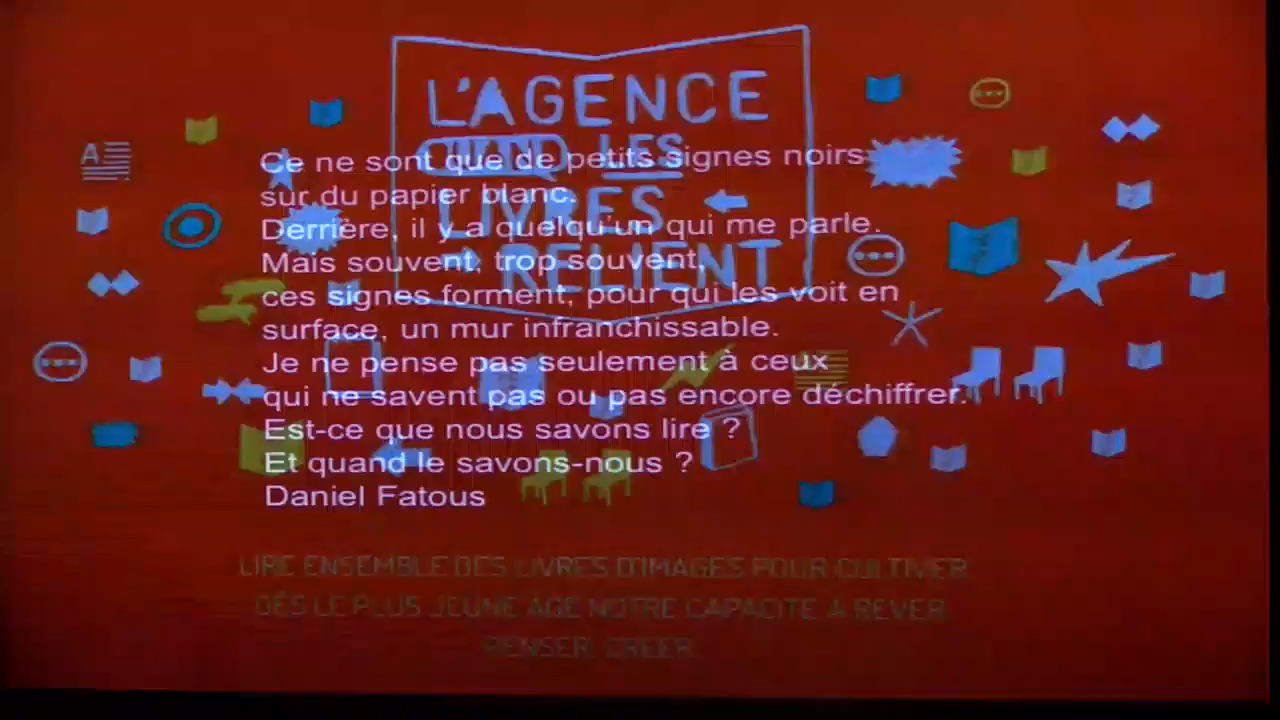 L'AGENCE
QUAND LES
LIVRES
RELIENT
A
Ce ne sont que de petits signes noirs
sur du papier blanc.
Derrière, il y a quelqu'un qui me parle.
Mais souvent, trop souvent,
ces signes forment, pour qui les voit en
surface, un mur infranchissable.
Je ne pense pas seulement à ceux
qui ne savent pas ou pas encore déchiffrer.
Est-ce que nous savons lire ?
Et quand le savons-nous ?
Daniel Fatous
LIRE ENSEMBLE DES LIVRES D'IMAGES POUR CULTIVER
DÈS LE PLUS JEUNE ÂGE NOTRE CAPACITÉ À RÊVER
PENSER, CRÉER